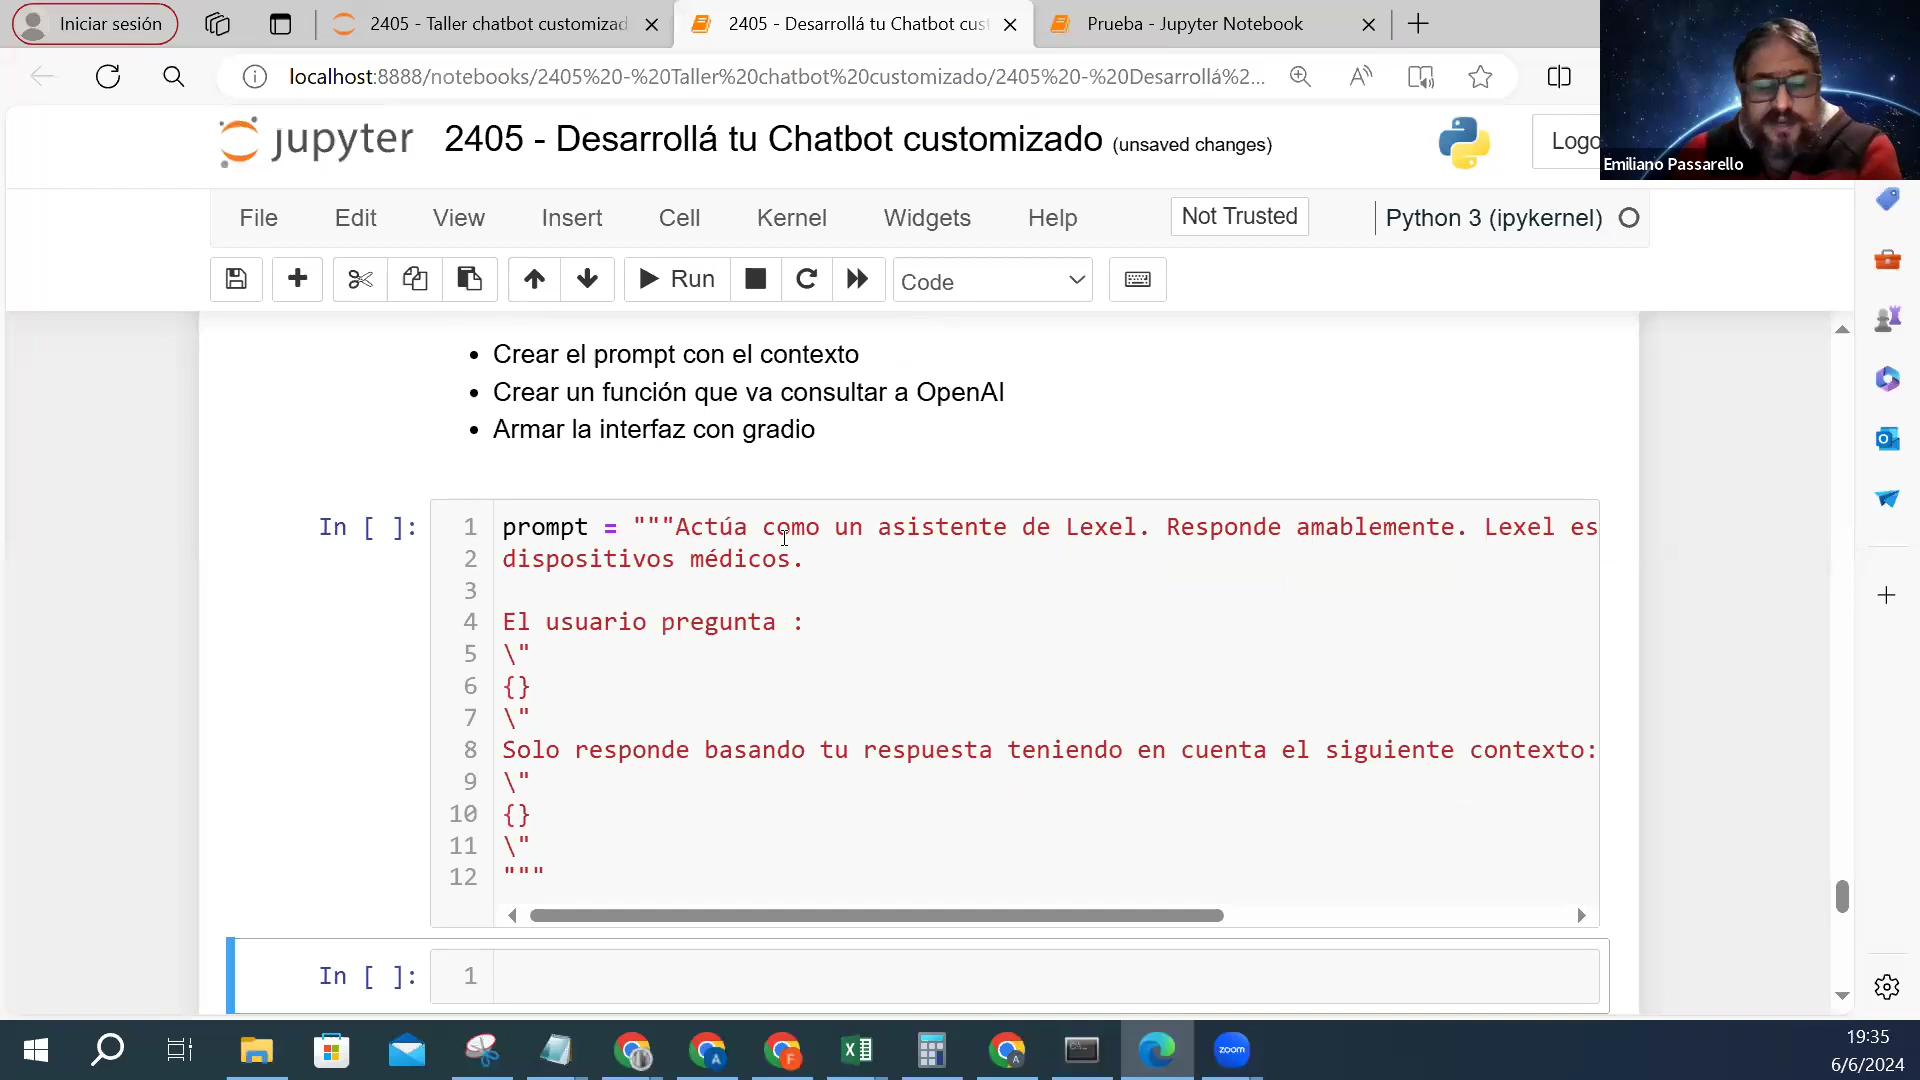 Iniciar sesión
2405 - Taller chatbot customizad
2405 - Desarrollá tu Chatbot cus
Prueba - Jupyter Notebook
localhost:8888/notebooks/2405%20-%20Taller%20chatbot%20customizado/2405%20-%20Desarrollá%2...
jupyter
2405 - Desarrollá tu Chatbot customizado (unsaved changes)
Logo
Emiliano Passarello
File Edit View Insert Cell Kernel Widgets Help
Not Trusted
Python 3 (ipykernel)
Run
Code
• Crear el prompt con el contexto
• Crear un función que va consultar a OpenAI
• Armar la interfaz con gradio
In [ ]:
1 prompt = """Actúa como un asistente de Lexel. Responde amablemente. Lexel es
2 dispositivos médicos.
3
4 El usuario pregunta :
5 \"
6 {}
7 \"
8 Solo responde basando tu respuesta teniendo en cuenta el siguiente contexto:
9 \"
10 {}
11 \"
12 """
In [ ]: 1
zoom
19:35
6/6/2024